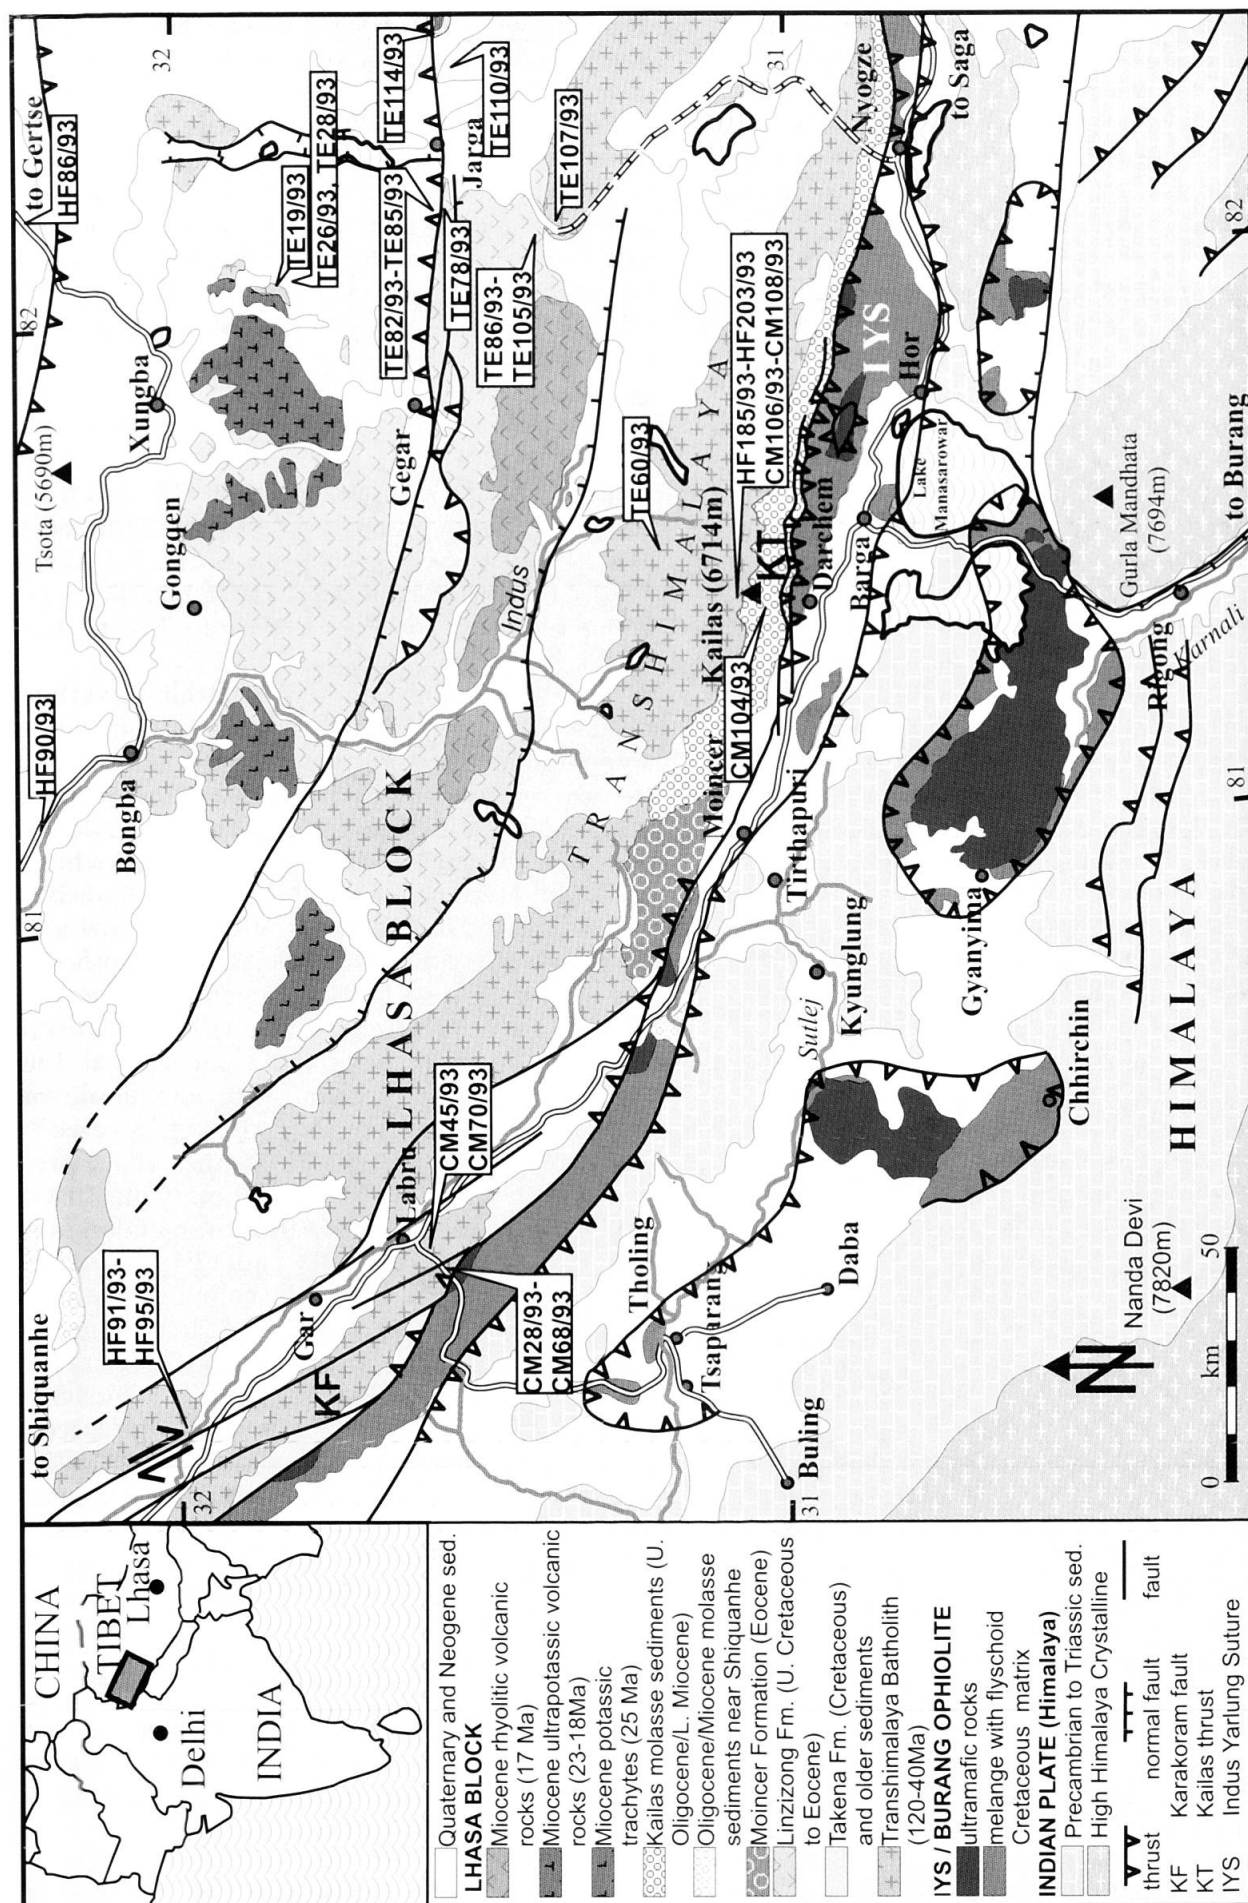 CHINA
TIBET
Lhasa
Delhi
INDIA
Quaternary and Neogene sed.
LHASA BLOCK
Miocene rhyolitic volcanic
rocks (17 Ma)
Miocene ultrapotassic volcanic
rocks (23-18Ma)
Miocene potassic
trachytes (25 Ma)
Kailas molasse sediments (U.
Oligocene/L. Miocene)
Oligocene/Miocene molasse
sediments near Shiquanhe
Moincer Formation (Eocene)
Linzizong Fm. (U. Cretaceous
to Eocene)
Takena Fm. (Cretaceous)
and older sediments
Transhimalaya Batholith
(120-40Ma)
IYS / BURANG OPHIOLITE
ultramafic rocks
melange with flyschoid
Cretaceous matrix
INDIAN PLATE (Himalaya)
Precambrian to Triassic sed.
High Himalaya Crystalline
thrust
normal fault
fault
KF Karakoram fault
KT Kailas thrust
IYS Indus Yarlung Suture
to Shiquanhe
HF91/93-
HF95/93
32
Gar
KF
Labru
CM45/93
CM70/93
CM28/93-
CM68/93
LHASA BLOCK
81
Bongba
HF90/93
Gongqen
Tsota (5690m)
Xungba
82
to Gertse
HF86/93
32
TE19/93
TE26/93, TE28/93
TE114/93
TE110/93
Jarga
TE82/93-TE85/93
TE78/93
Gegar
TE107/93
TE86/93-
TE105/93
Indus
TRANSHIMALAYA
TE60/93
Kailas (6714m)
KT
HF185/93-HF203/93
CM106/93-CM108/93
CM104/93
Moincer
Darchem
Barga
Tirthapuri
IYS
Hor
Nyogze
to Saga
31
Lake
Manasarowar
Gurla Mandhata
(7694m)
to Burang
82
Rigong
Karnali
81
Gyanyima
Kyunglung
Sutlej
Chhirchin
HIMALAYA
Tholing
Tsaparang
Daba
Buling
31
Nanda Devi
(7820m)
N
0 km 50